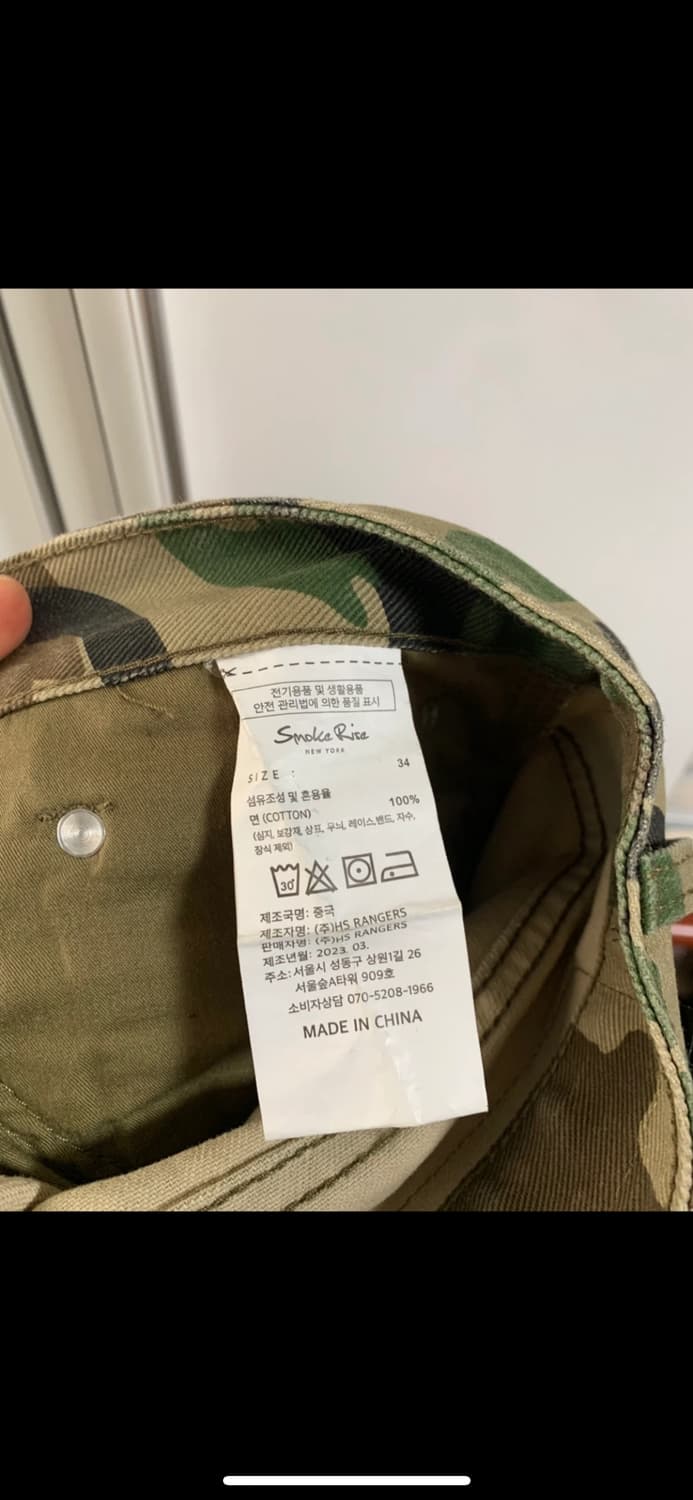 전기용품 및 생활용품
안전 관리법에 의한 품질 표시
Smoke Rise
NEW YORK
SIZE : 34
섬유조성 및 혼용율
면 (COTTON) 100%
(심지, 보강재, 상표, 무늬, 레이스,밴드, 자수,
장식 제외)
30
제조국명: 중국
제조자명: (주)HS RANGERS
판매자명: (주)HS RANGERS
제조년월: 2023. 03.
주소: 서울시 성동구 상원1길 26
서울숲A타워 909호
소비자상담 070-5208-1966
MADE IN CHINA